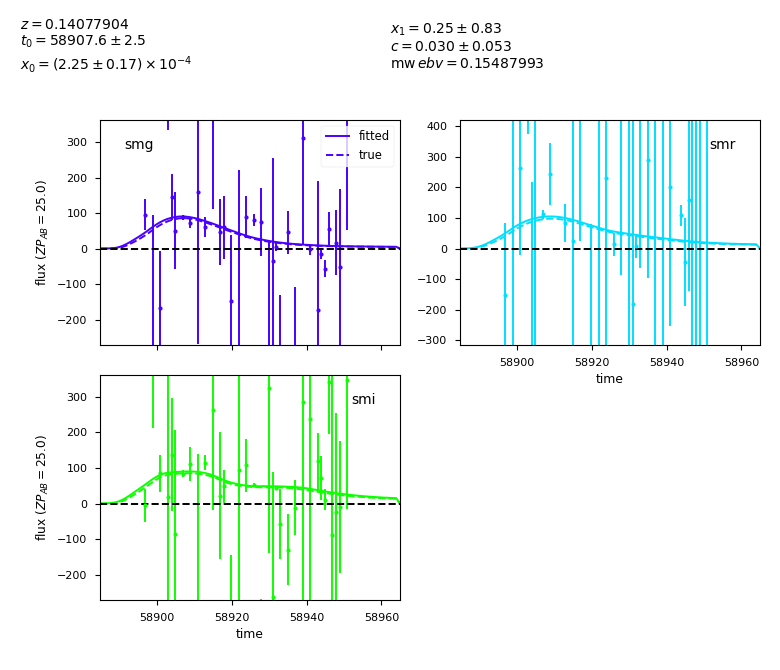 z = 0.14077904
t₀ = 58907.6 ± 2.5
x₀ = (2.25 ± 0.17) × 10⁻⁴
x₁ = 0.25 ± 0.83
c = 0.030 ± 0.053
mw ebv = 0.15487993
smg
fitted
true
300
200
100
0
−100
−200
flux (ZP_AB = 25.0)
smr
400
300
200
100
0
−100
−200
−300
58900 58920 58940 58960
time
smi
300
200
100
0
−100
−200
flux (ZP_AB = 25.0)
58900 58920 58940 58960
time